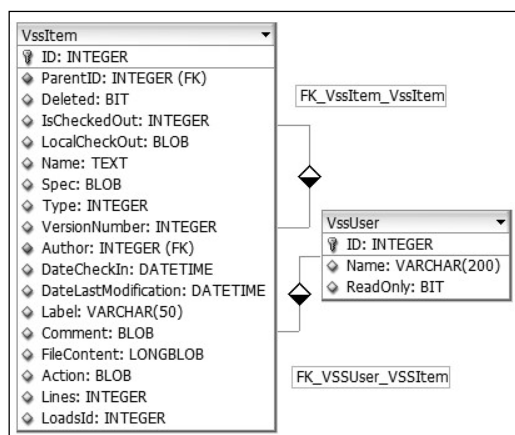 VssItem
ID: INTEGER
ParentID: INTEGER (FK)
Deleted: BIT
IsCheckedOut: INTEGER
LocalCheckOut: BLOB
Name: TEXT
Spec: BLOB
Type: INTEGER
VersionNumber: INTEGER
Author: INTEGER (FK)
DateCheckIn: DATETIME
DateLastModification: DATETIME
Label: VARCHAR(50)
Comment: BLOB
FileContent: LONGBLOB
Action: BLOB
Lines: INTEGER
LoadsId: INTEGER
FK_VssItem_VssItem
VssUser
ID: INTEGER
Name: VARCHAR(200)
ReadOnly: BIT
FK_VSSUser_VSSItem